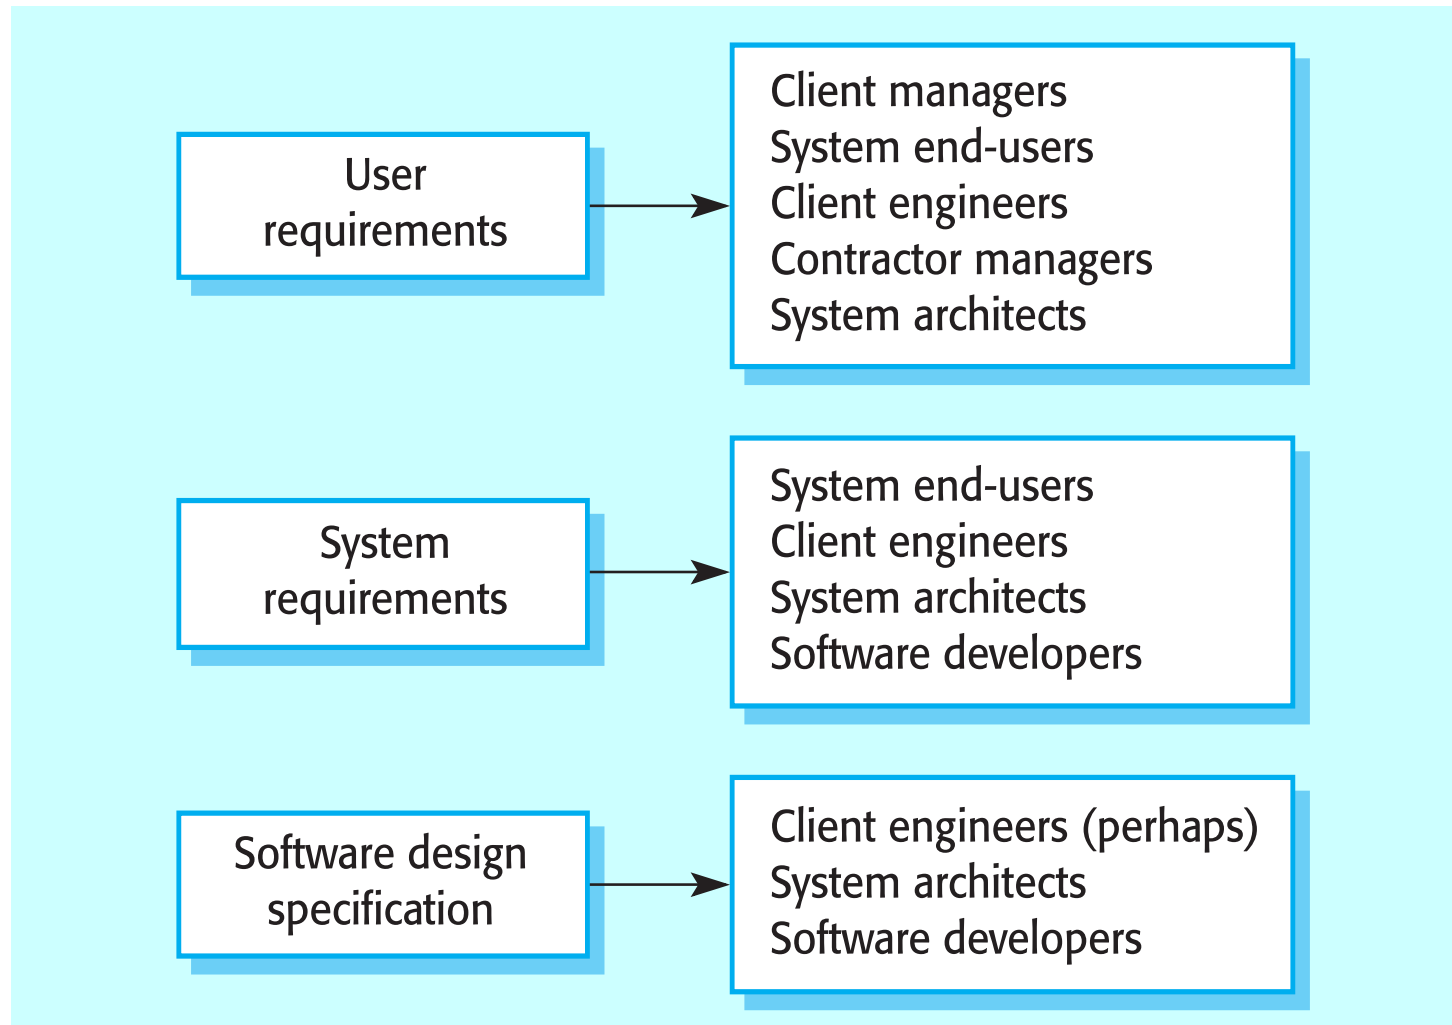 User
requirements
Client managers
System end-users
Client engineers
Contractor managers
System architects
System
requirements
System end-users
Client engineers
System architects
Software developers
Software design
specification
Client engineers (perhaps)
System architects
Software developers